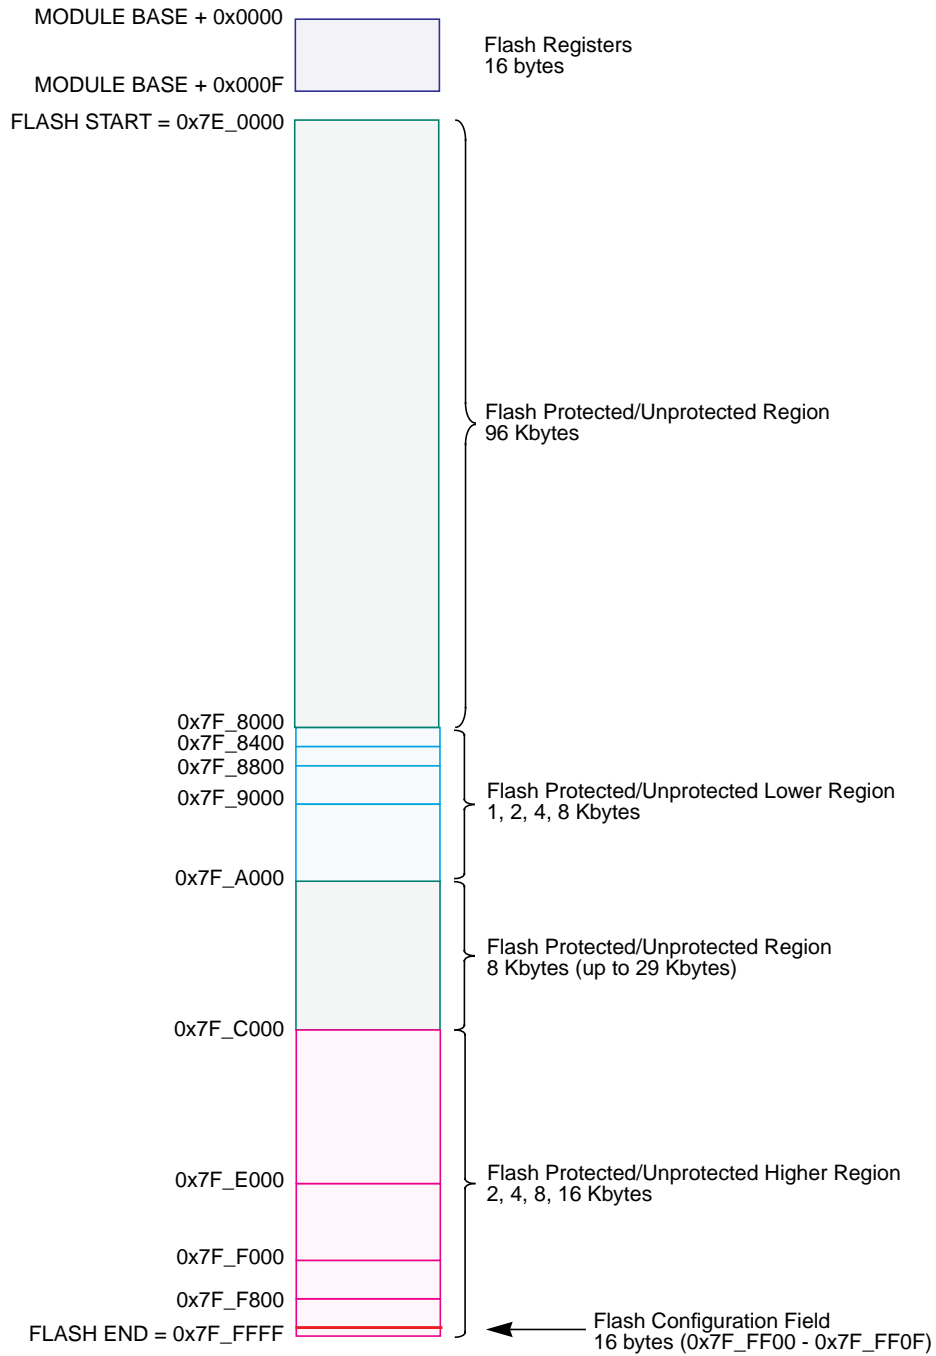 MODULE BASE + 0x0000
Flash Registers
16 bytes
MODULE BASE + 0x000F
FLASH START = 0x7E_0000
Flash Protected/Unprotected Region
96 Kbytes
0x7F_8000
0x7F_8400
0x7F_8800
0x7F_9000
Flash Protected/Unprotected Lower Region
1, 2, 4, 8 Kbytes
0x7F_A000
Flash Protected/Unprotected Region
8 Kbytes (up to 29 Kbytes)
0x7F_C000
Flash Protected/Unprotected Higher Region
2, 4, 8, 16 Kbytes
0x7F_E000
0x7F_F000
0x7F_F800
FLASH END = 0x7F_FFFF
Flash Configuration Field
16 bytes (0x7F_FF00 - 0x7F_FF0F)